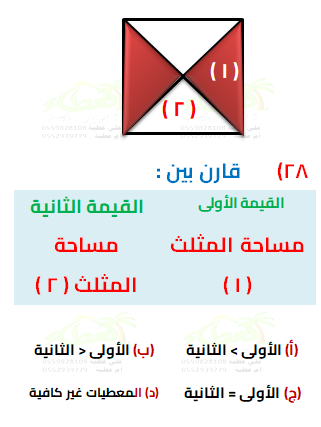 ( ١ )
( ٢ )
٢٨) قارن بين :
القيمة الأولى القيمة الثانية
مساحة المثلث مساحة
( ١ ) المثلث ( ٢ )
(أ) الأولى > الثانية (ب) الأولى < الثانية
(ج) الأولى = الثانية (د) المعطيات غير كافية